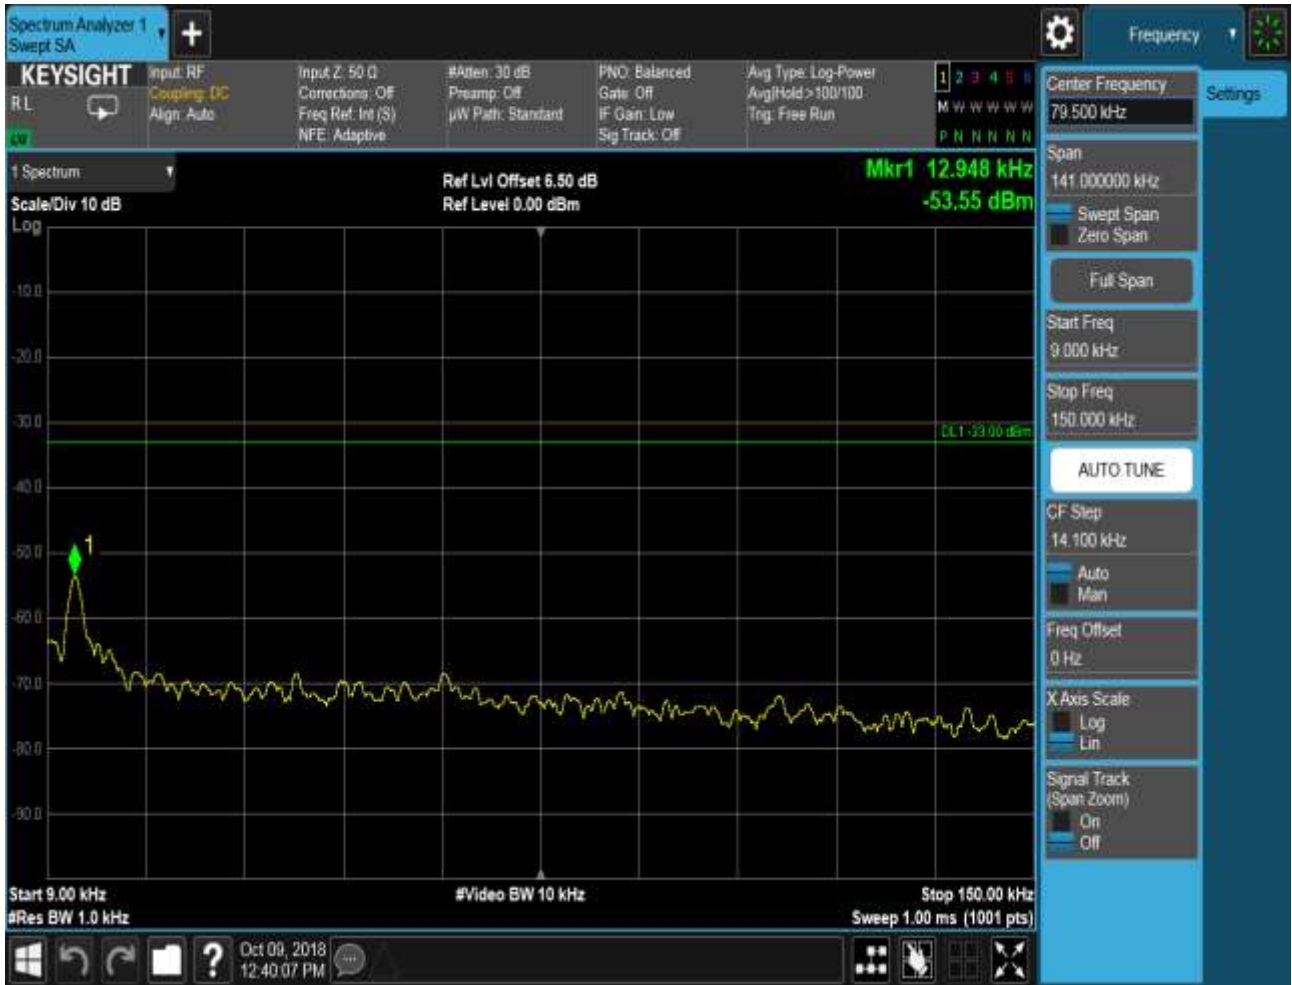 Spectrum Analyzer 1
Swept SA
Frequency
KEYSIGHT
RL
Input: RF
Coupling: DC
Align: Auto
Input Z: 50 Ω
Corrections: Off
Freq Ref: Int (S)
NFE: Adaptive
#Atten: 30 dB
Preamp: Off
µW Path: Standard
PNO: Balanced
Gate: Off
IF Gain: Low
Sig Track: Off
Avg Type: Log-Power
Avg|Hold:>100/100
Trig: Free Run
1 2 3 4 5 6
M W W W W W
P N N N N N
1 Spectrum
Scale/Div 10 dB
Log
Ref Lvl Offset 6.50 dB
Ref Level 0.00 dBm
Mkr1 12.948 kHz
-53.55 dBm
-10.0
-20.0
-30.0
DL1 -33.00 dBm
-40.0
1
-50.0
-60.0
-70.0
-80.0
-90.0
Start 9.00 kHz
#Res BW 1.0 kHz
#Video BW 10 kHz
Stop 150.00 kHz
Sweep 1.00 ms (1001 pts)
Center Frequency
79.500 kHz
Settings
Span
141.000000 kHz
Swept Span
Zero Span
Full Span
Start Freq
9.000 kHz
Stop Freq
150.000 kHz
AUTO TUNE
CF Step
14.100 kHz
Auto
Man
Freq Offset
0 Hz
X Axis Scale
Log
Lin
Signal Track
(Span Zoom)
On
Off
?
Oct 09, 2018
12:40:07 PM